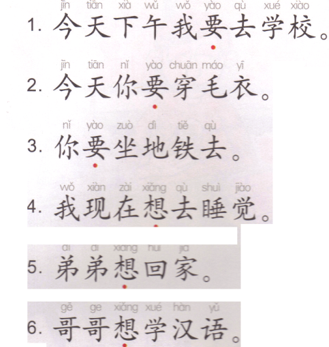 jīn tiān xià wǔ wǒ yào qù xué xiào
1. 今天下午我要去学校。
jīn tiān nǐ yào chuān máo yī
2. 今天你要穿毛衣。
nǐ yào zuò dì tiě qù
3. 你要坐地铁去。
wǒ xiàn zài xiǎng qù shuì jiào
4. 我现在想去睡觉。
dì di xiǎng huí jiā
5. 弟弟想回家。
gē ge xiǎng xué hàn yǔ
6. 哥哥想学汉语。